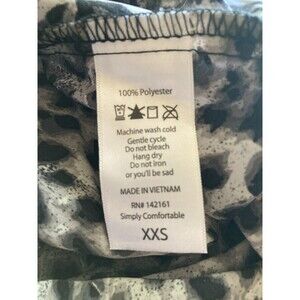 100% Polyester
Machine wash cold
Gentle cycle
Do not bleach
Hang dry
Do not iron
or you'll be sad
MADE IN VIETNAM
RN# 142161
Simply Comfortable
XXS